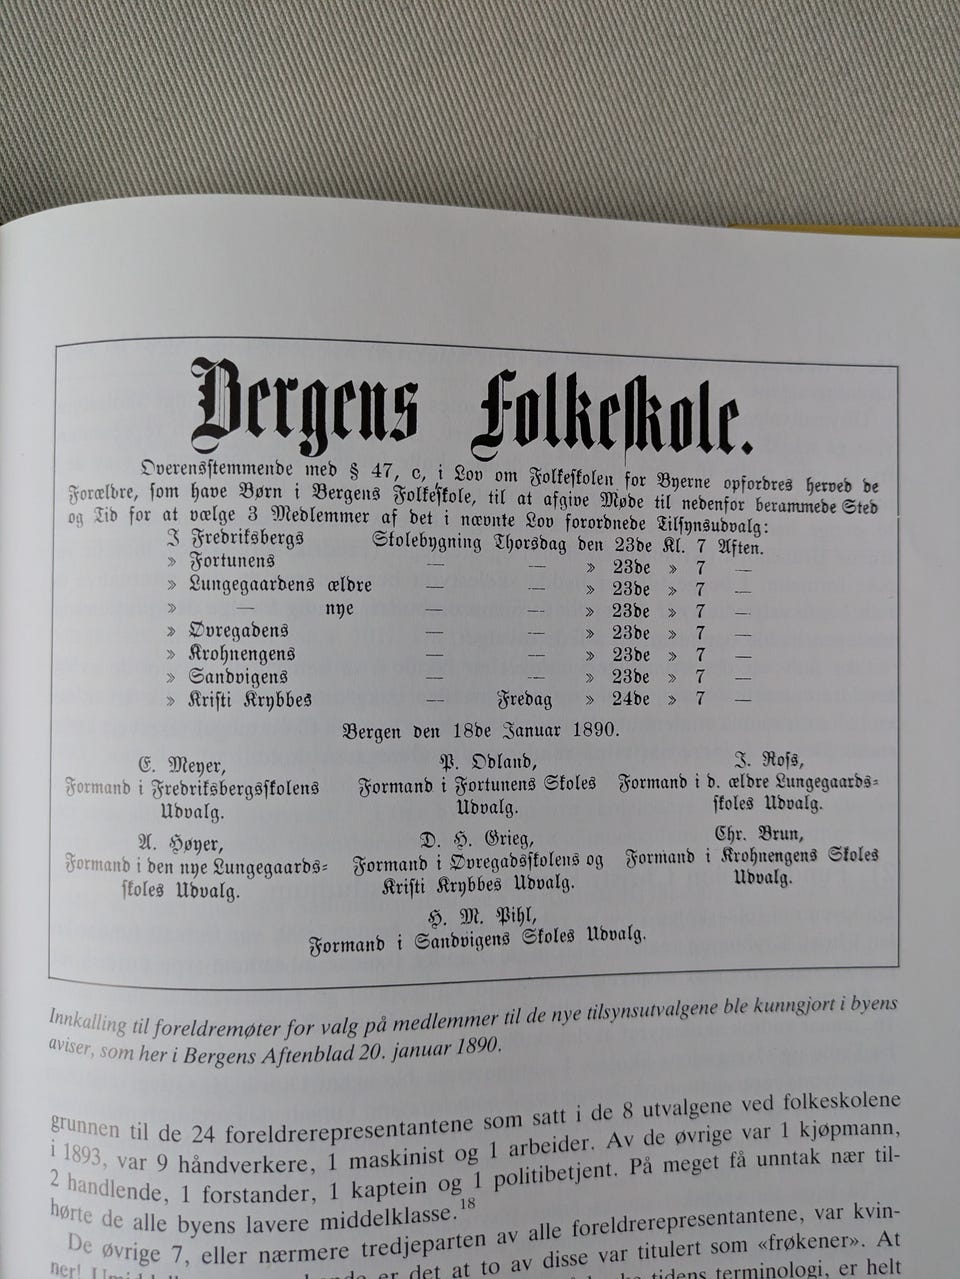 Bergens Folkeskole.
Overensstemmende med § 47, c, i Lov om Folkeskolen for Byerne opfordres herved de
Forældre, som have Børn i Bergens Folkeskole, til at afgive Møde til nedenfor berammede Sted
og Tid for at vælge 3 Medlemmer af det i nævnte Lov forordnede Tilsynsudvalg:
I Fredriksbergs Skolebygning Thorsdag den 23de Kl. 7 Aften.
» Fortunens — — » 23de » 7 —
» Lungegaardens ældre — — » 23de » 7 —
» — nye — — » 23de » 7 —
» Øvregadens — — » 23de » 7 —
» Krohnengens — — » 23de » 7 —
» Sandvigens — — » 23de » 7 —
» Kristi Krybbes — Fredag » 24de » 7 —
Bergen den 18de Januar 1890.
E. Meyer, P. Odland, J. Ross,
Formand i Fredriksbergsskolens Formand i Fortunens Skoles Formand i d. ældre Lungegaards-
Udvalg. Udvalg. skoles Udvalg.
A. Høyer, D. H. Grieg, Chr. Brun,
Formand i den nye Lungegaards- Formand i Øvregadsskolens og Formand i Krohnengens Skoles
skoles Udvalg. Kristi Krybbes Udvalg. Udvalg.
H. M. Pihl,
Formand i Sandvigens Skoles Udvalg.
Innkalling til foreldremøter for valg på medlemmer til de nye tilsynsutvalgene ble kunngjort i byens
aviser, som her i Bergens Aftenblad 20. januar 1890.
grunnen til de 24 foreldrerepresentantene som satt i de 8 utvalgene ved folkeskolene
i 1893, var 9 håndverkere, 1 maskinist og 1 arbeider. Av de øvrige var 1 kjøpmann,
2 handlende, 1 forstander, 1 kaptein og 1 politibetjent. På meget få unntak nær til-
hørte de alle byens lavere middelklasse.18
De øvrige 7, eller nærmere tredjeparten av alle foreldrerepresentantene, var kvin-
ner! er det at to av disse var titulert som «frøkener». At
tidens terminologi, er helt